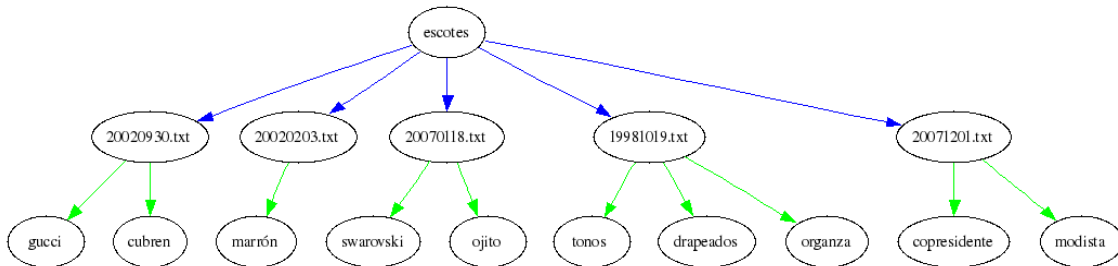 escotes
20020930.txt 20020203.txt 20070118.txt 19981019.txt 20071201.txt
gucci cubren marrón swarovski ojito tonos drapeados organza copresidente modista